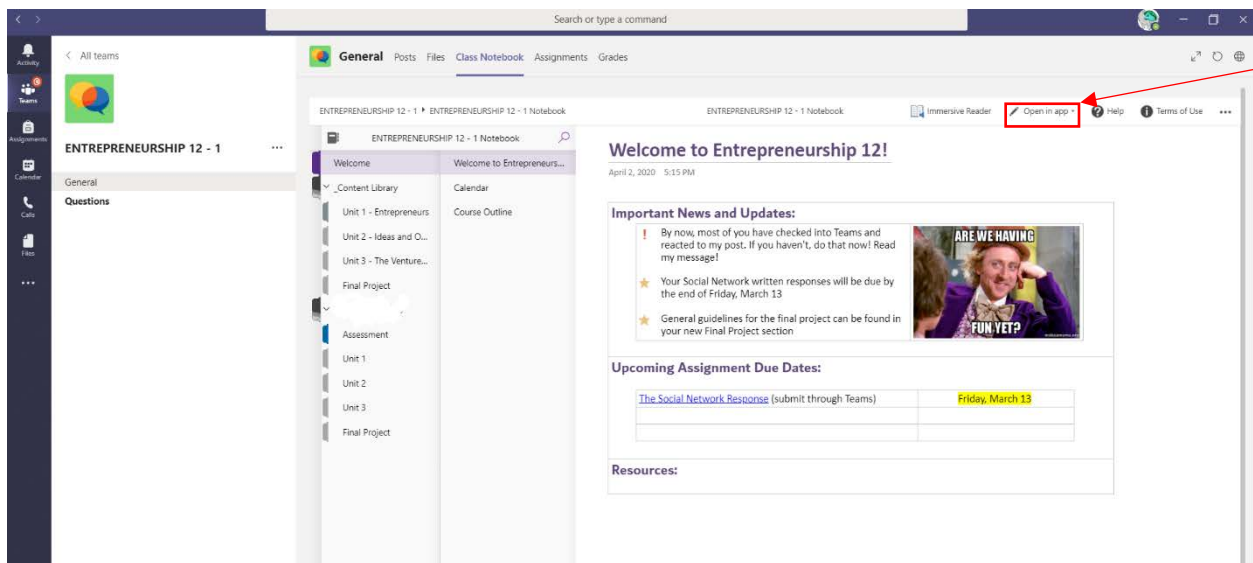 Search or type a command
Activity
Teams
Assignments
Calendar
Calls
Files
All teams
ENTREPRENEURSHIP 12 - 1
General
Questions
General Posts Files Class Notebook Assignments Grades
ENTREPRENEURSHIP 12 - 1 ENTREPRENEURSHIP 12 - 1 Notebook
ENTREPRENEURSHIP 12 - 1 Notebook
Immersive Reader
Open in app
Help
Terms of Use
ENTREPRENEURSHIP 12 - 1 Notebook
Welcome
_Content Library
Unit 1 - Entrepreneurs
Unit 2 - Ideas and O...
Unit 3 - The Venture...
Final Project
Assessment
Unit 1
Unit 2
Unit 3
Final Project
Welcome to Entrepreneurs...
Calendar
Course Outline
Welcome to Entrepreneurship 12!
April 2, 2020 5:15 PM
Important News and Updates:
! By now, most of you have checked into Teams and
reacted to my post. If you haven't, do that now! Read
my message!
Your Social Network written responses will be due by
the end of Friday, March 13
General guidelines for the final project can be found in
your new Final Project section
ARE WE HAVING
FUN YET?
Upcoming Assignment Due Dates:
The Social Network Response (submit through Teams) Friday, March 13
Resources: